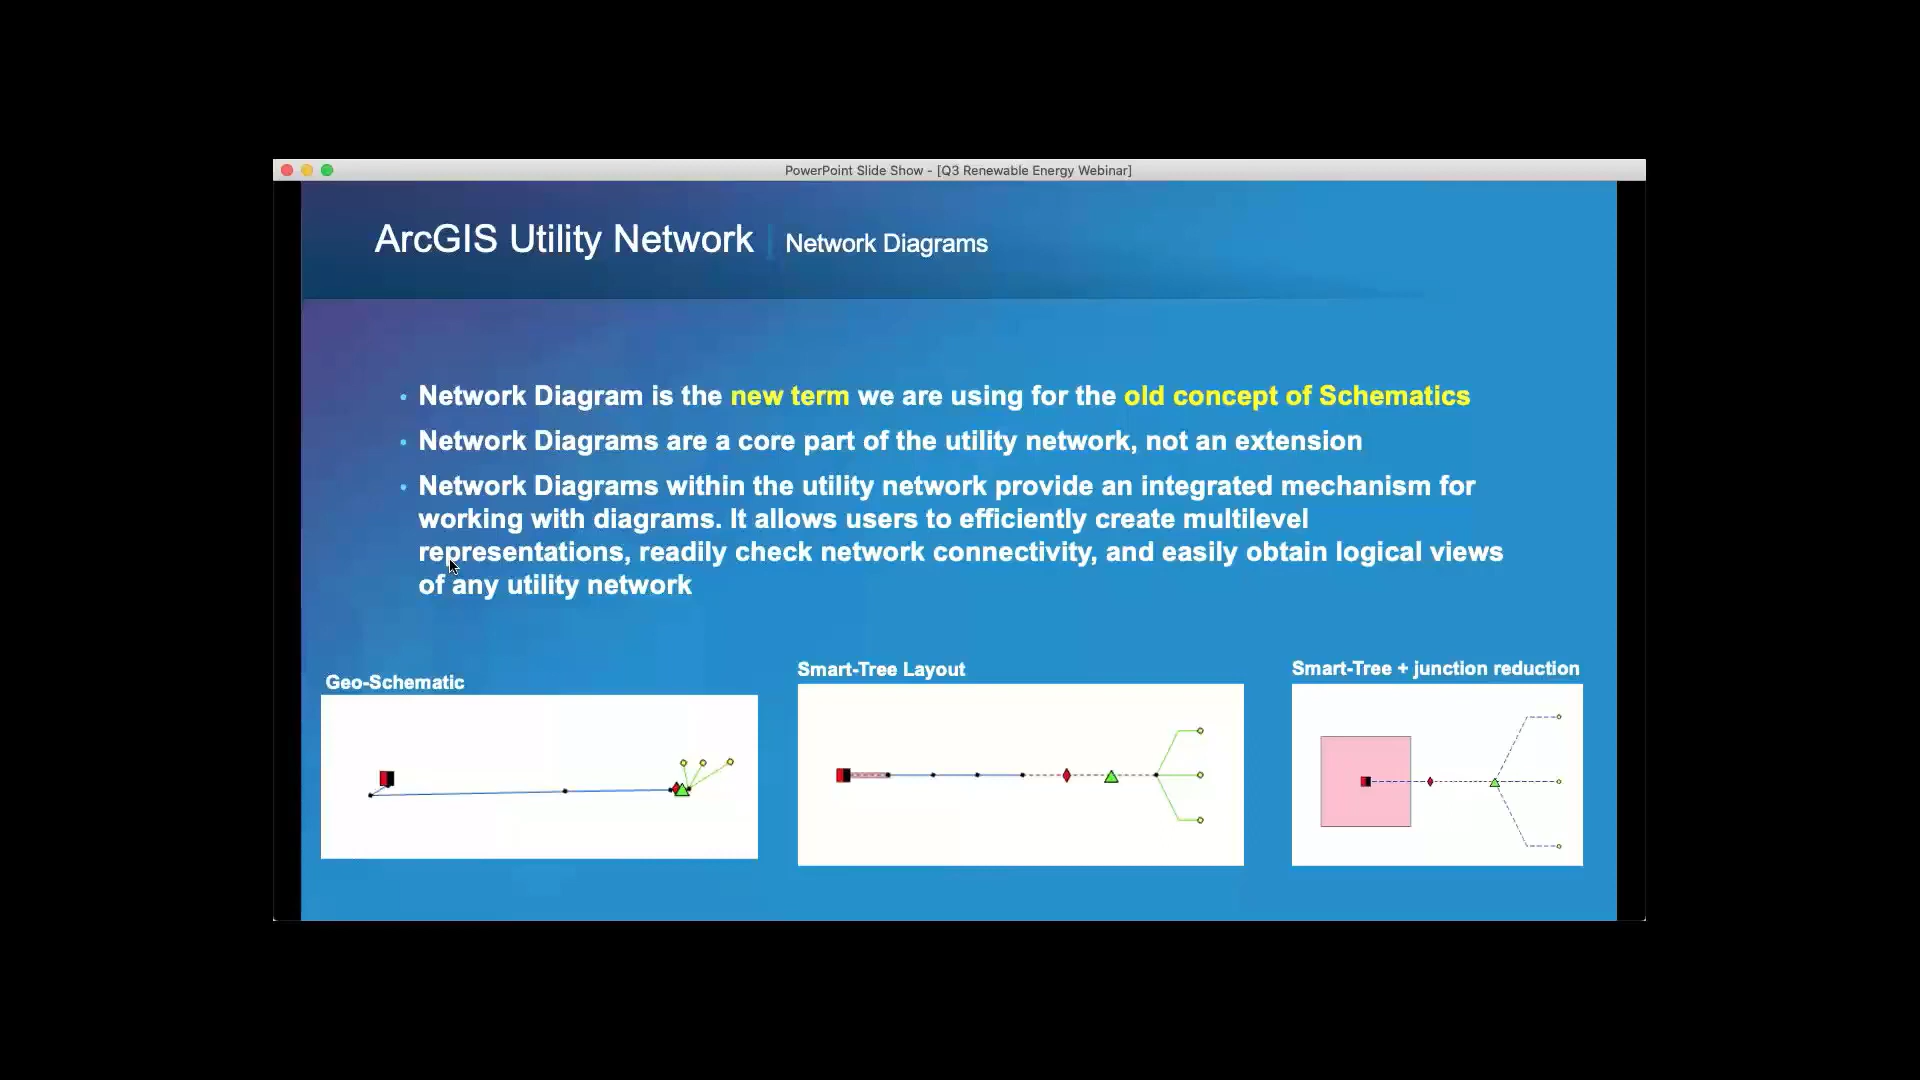 PowerPoint Slide Show - [Q3 Renewable Energy Webinar]
ArcGIS Utility Network | Network Diagrams
• Network Diagram is the new term we are using for the old concept of Schematics
• Network Diagrams are a core part of the utility network, not an extension
• Network Diagrams within the utility network provide an integrated mechanism for
working with diagrams. It allows users to efficiently create multilevel
representations, readily check network connectivity, and easily obtain logical views
of any utility network
Geo-Schematic
Smart-Tree Layout
Smart-Tree + junction reduction